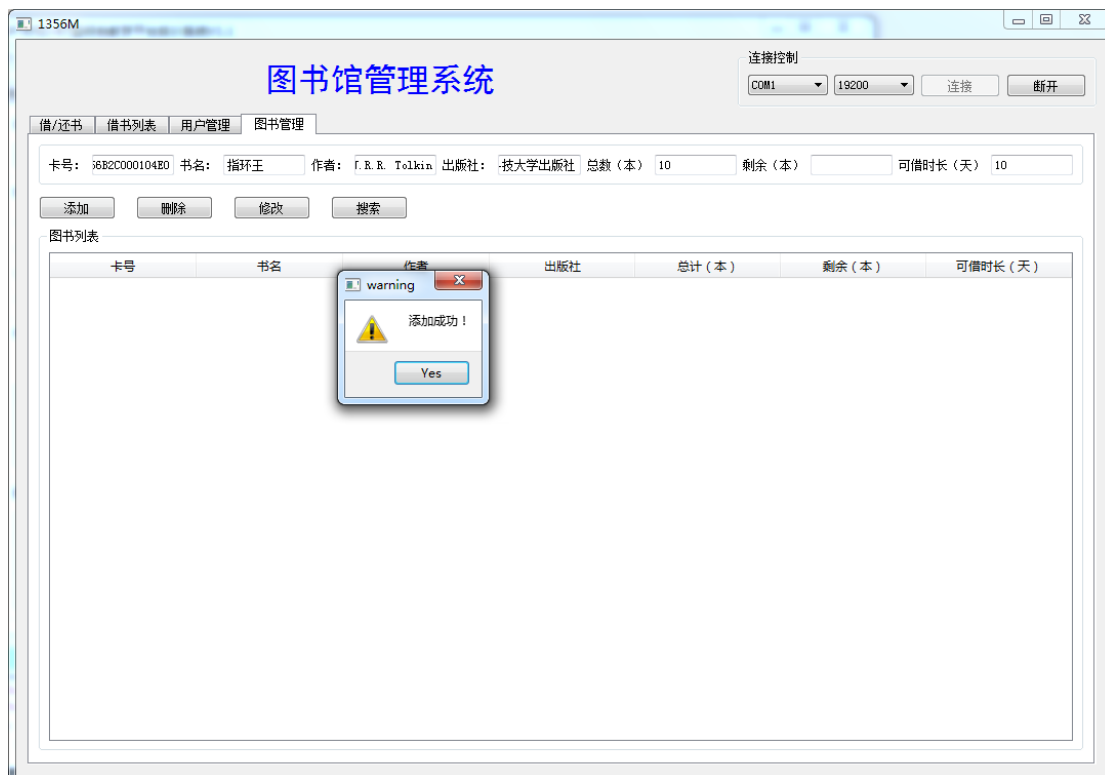 1356M
图书馆管理系统
连接控制
COM1 19200 连接 断开
借/还书 借书列表 用户管理 图书管理
卡号： 6B2C000104E0 书名： 指环王 作者： .R.R. Tolkin 出版社： 技大学出版社 总数（本） 10 剩余（本） 可借时长（天） 10
添加 删除 修改 搜索
图书列表
卡号 书名 作者 出版社 总计（本） 剩余（本） 可借时长（天）
warning
添加成功！
Yes